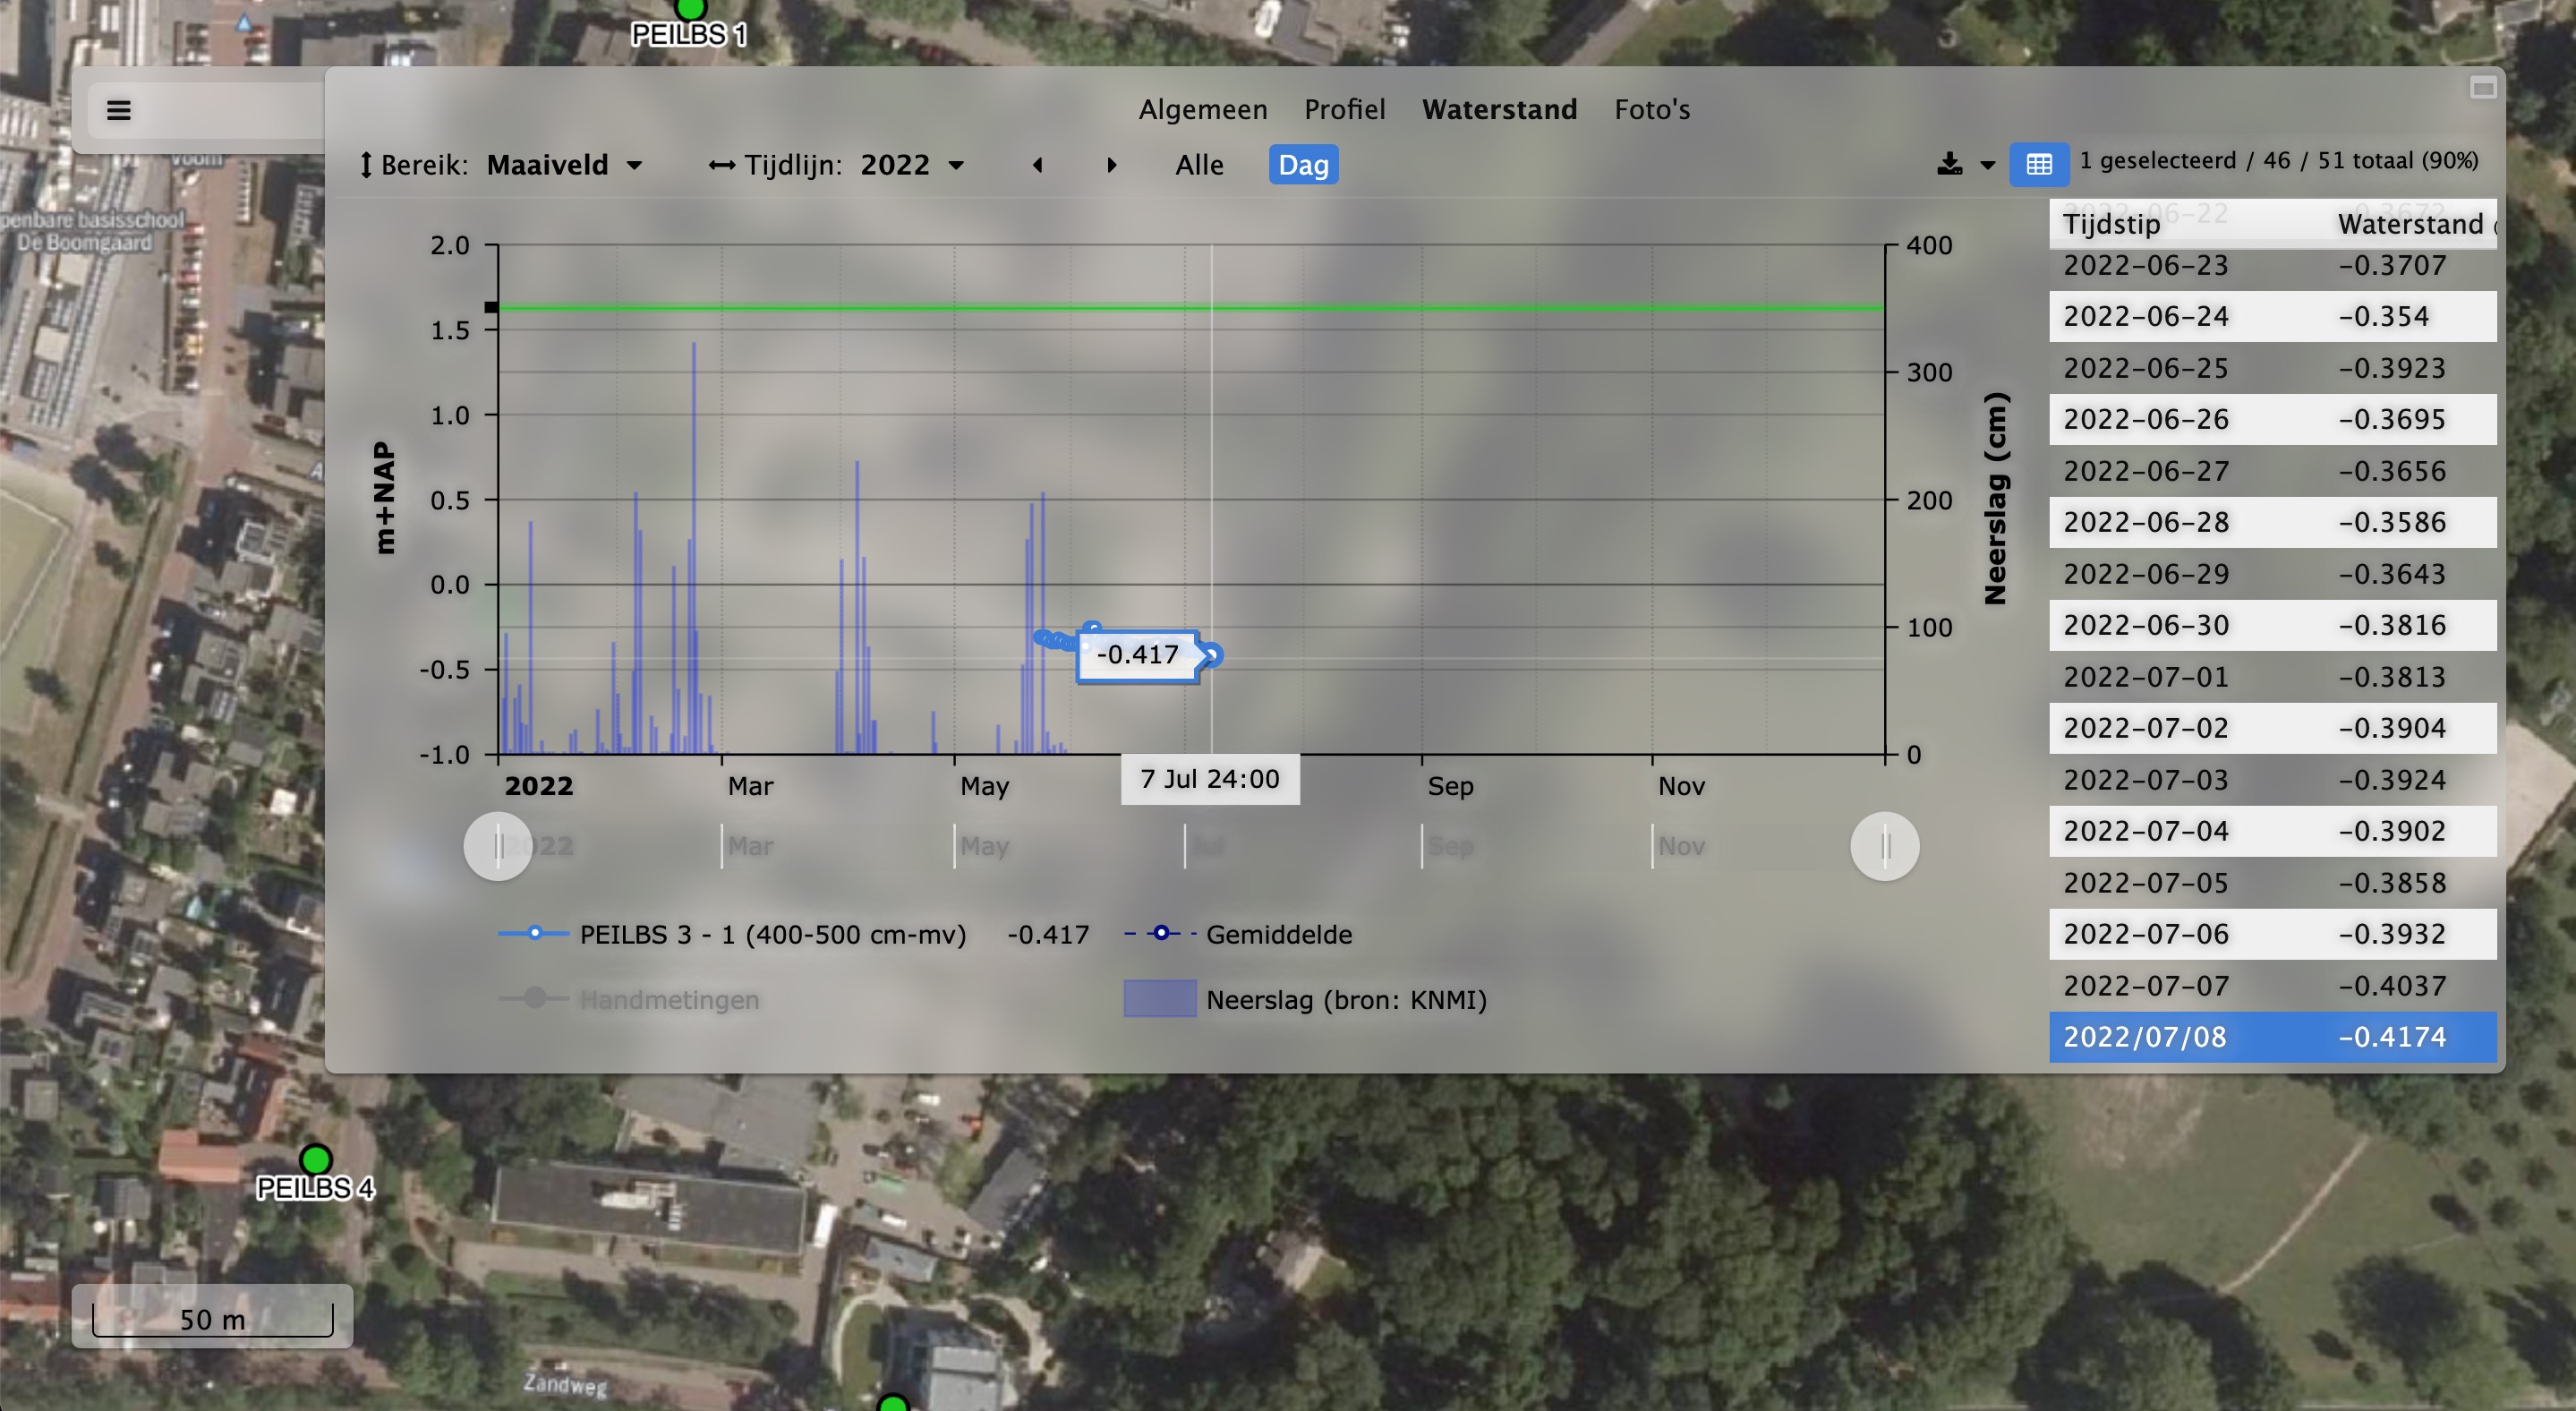 PEILBS 1
Algemeen Profiel Waterstand Foto's
Bereik: Maaiveld Tijdlijn: 2022 Alle Dag 1 geselecteerd / 46 / 51 totaal (90%)
penbare basisschool
De Boomgaard
m+NAP
2.0
1.5
1.0
0.5
0.0
-0.5
-1.0
400
300
200
100
0
Neerslag (cm)
-0.417
2022 Mar May 7 Jul 24:00 Sep Nov
2022 Mar May Jul Sep Nov
PEILBS 3 - 1 (400-500 cm-mv) -0.417 Gemiddelde
Handmetingen Neerslag (bron: KNMI)
Tijdstip Waterstand (
2022-06-22 -0.3672
2022-06-23 -0.3707
2022-06-24 -0.354
2022-06-25 -0.3923
2022-06-26 -0.3695
2022-06-27 -0.3656
2022-06-28 -0.3586
2022-06-29 -0.3643
2022-06-30 -0.3816
2022-07-01 -0.3813
2022-07-02 -0.3904
2022-07-03 -0.3924
2022-07-04 -0.3902
2022-07-05 -0.3858
2022-07-06 -0.3932
2022-07-07 -0.4037
2022/07/08 -0.4174
PEILBS 4
50 m
Zandweg